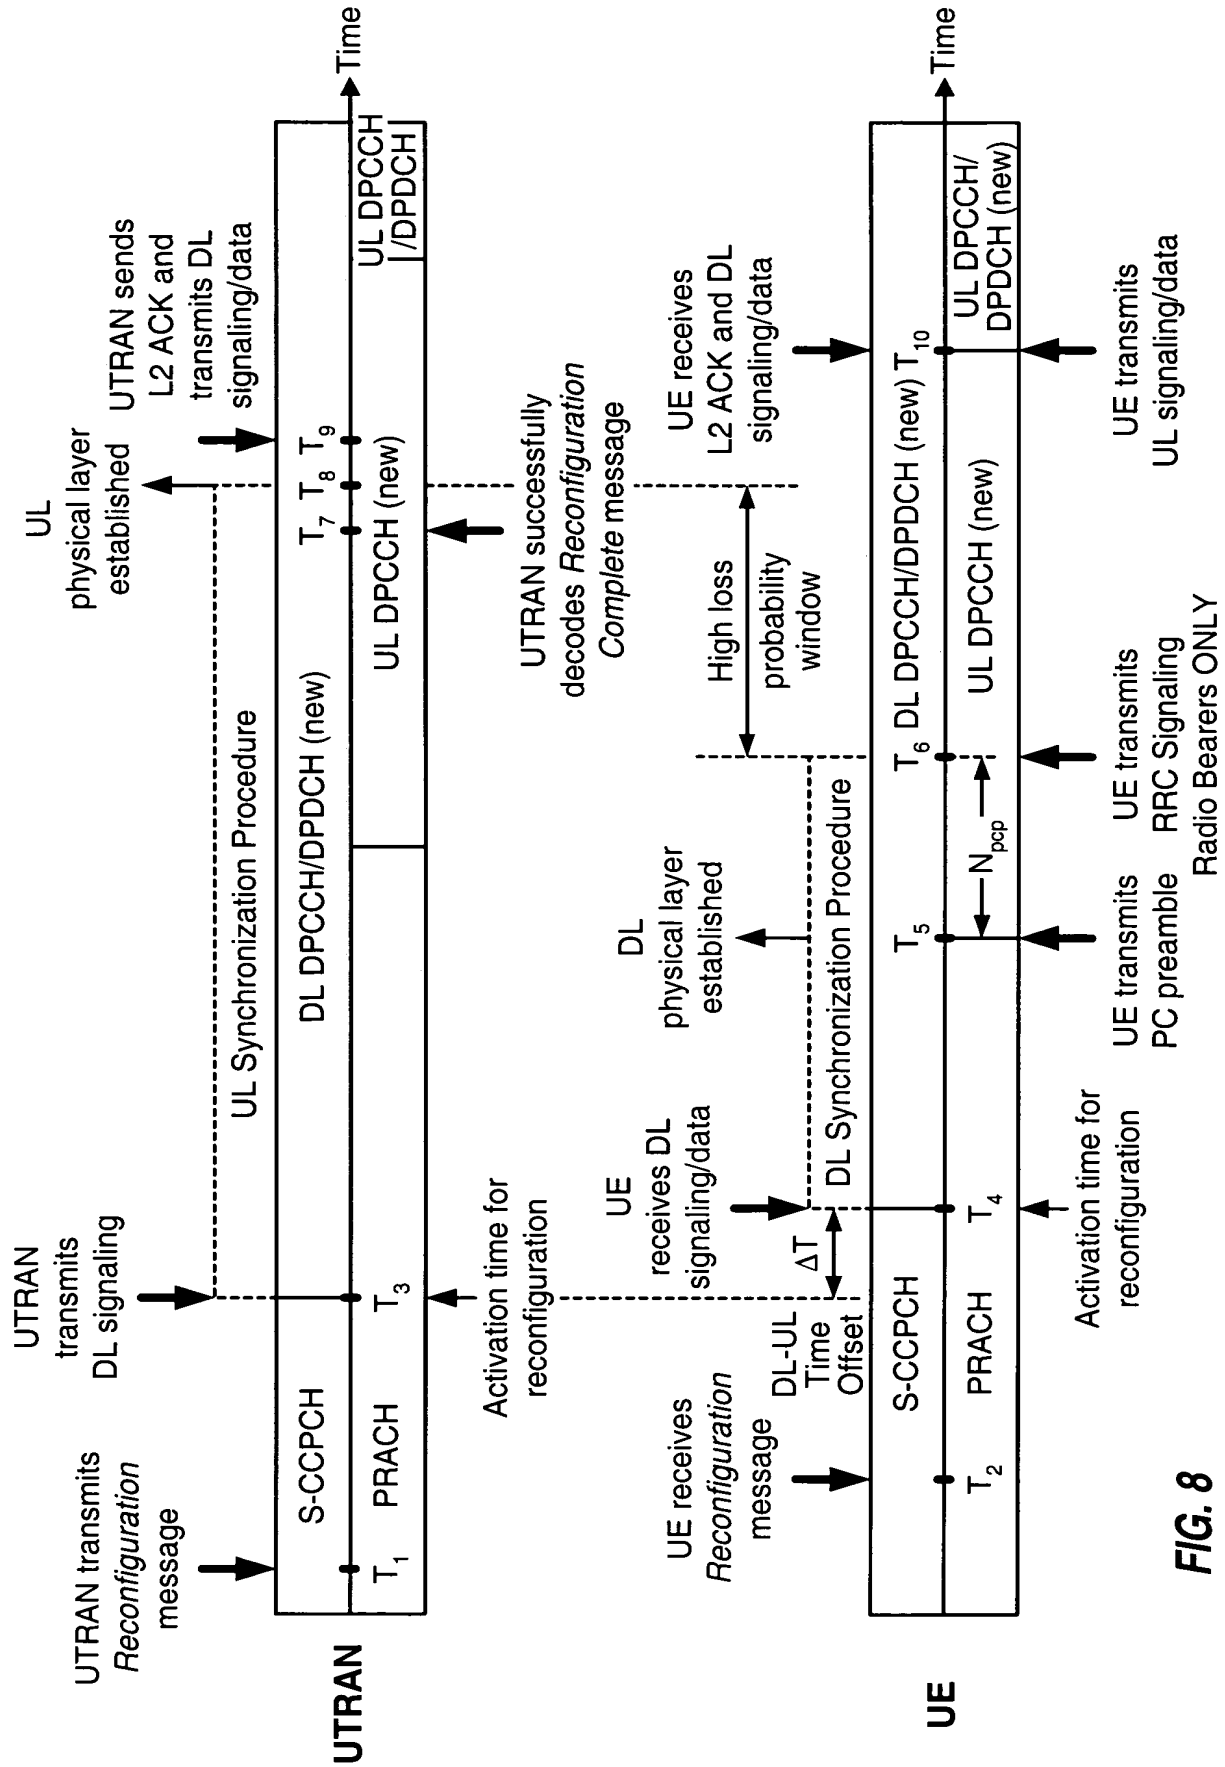 UTRAN transmits
Reconfiguration
message
UTRAN
transmits
DL signaling
UL Synchronization Procedure
UL
physical layer
established
UTRAN sends
L2 ACK and
transmits DL
signaling/data
UTRAN
S-CCPCH
DL DPCCH/DPDCH (new)
T7
T8
T9
Time
T1
PRACH
T3
UL DPCCH (new)
UL DPCCH
/DPDCH
Activation time for
reconfiguration
UTRAN successfully
decodes Reconfiguration
Complete message
UE receives
Reconfiguration
message
DL-UL
Time
Offset
ΔT
UE
receives DL
signaling/data
DL Synchronization Procedure
DL
physical layer
established
High loss
probability
window
UE receives
L2 ACK and DL
signaling/data
UE
S-CCPCH
T5
T6
DL DPCCH/DPDCH (new)
T10
Time
T2
PRACH
T4
Npcp
UL DPCCH (new)
UL DPCCH/
DPDCH (new)
Activation time for
reconfiguration
UE transmits
PC preamble
UE transmits
RRC Signaling
Radio Bearers ONLY
UE transmits
UL signaling/data
FIG. 8